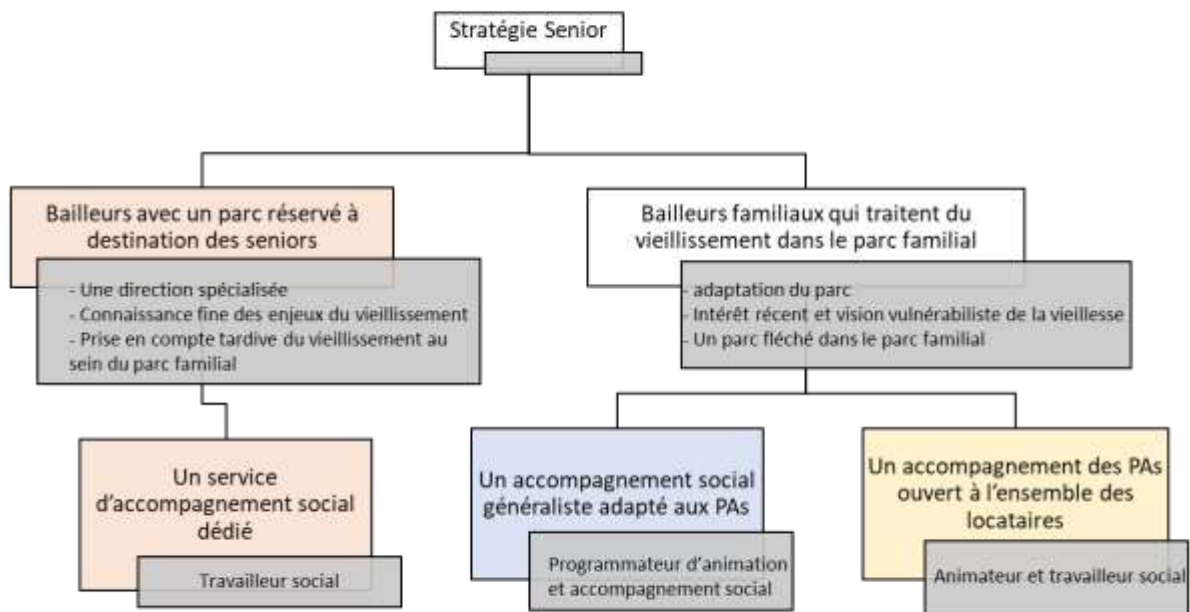 Stratégie Senior
Bailleurs avec un parc réservé à
destination des seniors
- Une direction spécialisée
- Connaissance fine des enjeux du vieillissement
- Prise en compte tardive du vieillissement au
sein du parc familial
Bailleurs familiaux qui traitent du
vieillissement dans le parc familial
- adaptation du parc
- Intérêt récent et vision vulnérabiliste de la vieillesse
- Un parc fléché dans le parc familial
Un service
d'accompagnement social
dédié
Travailleur social
Un accompagnement social
généraliste adapté aux PAs
Programmateur d'animation
et accompagnement social
Un accompagnement des PAs
ouvert à l'ensemble des
locataires
Animateur et travailleur social